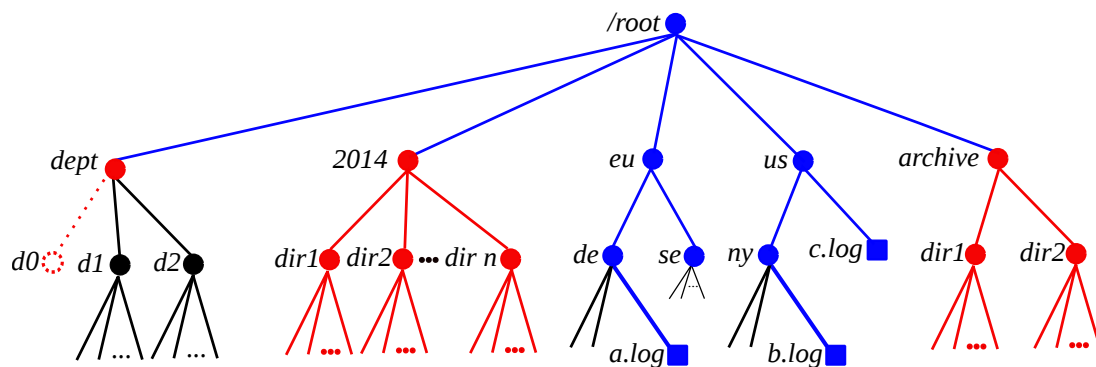 /root
dept 2014 eu us archive
d0 d1 d2 dir1 dir2 ••• dir n de se ny c.log dir1 dir2
... ... ••• ••• ••• ... ••• •••
a.log b.log